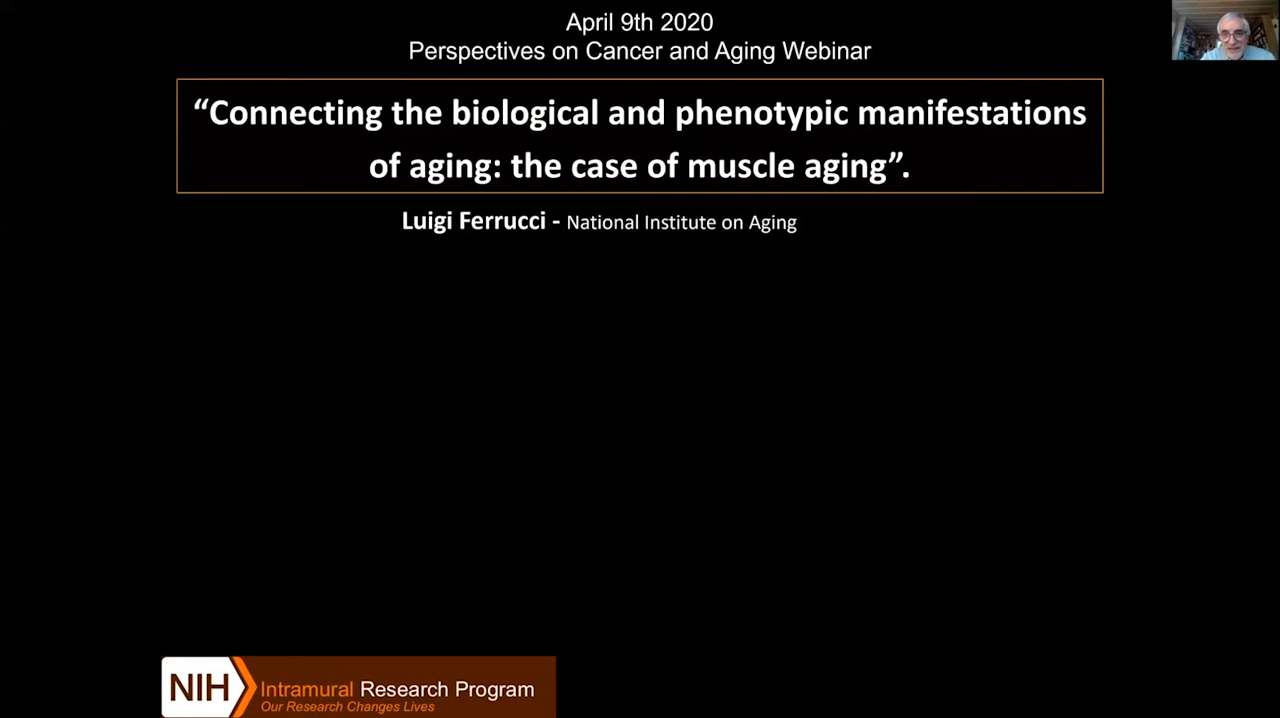 April 9th 2020
Perspectives on Cancer and Aging Webinar
“Connecting the biological and phenotypic manifestations
of aging: the case of muscle aging”.
Luigi Ferrucci - National Institute on Aging
NIH Intramural Research Program
Our Research Changes Lives